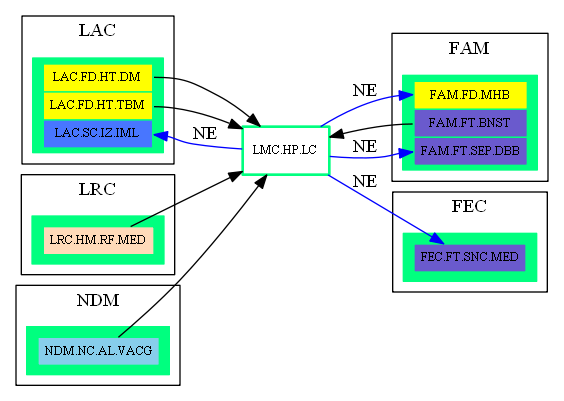 LAC
LAC.FD.HT.DM
LAC.FD.HT.TBM
LAC.SC.IZ.IML
NE
LRC
LRC.HM.RF.MED
NDM
NDM.NC.AL.VACG
LMC.HP.LC
NE
NE
NE
FAM
FAM.FD.MHB
FAM.FT.BNST
FAM.FT.SEP.DBB
FEC
FEC.FT.SNC.MED